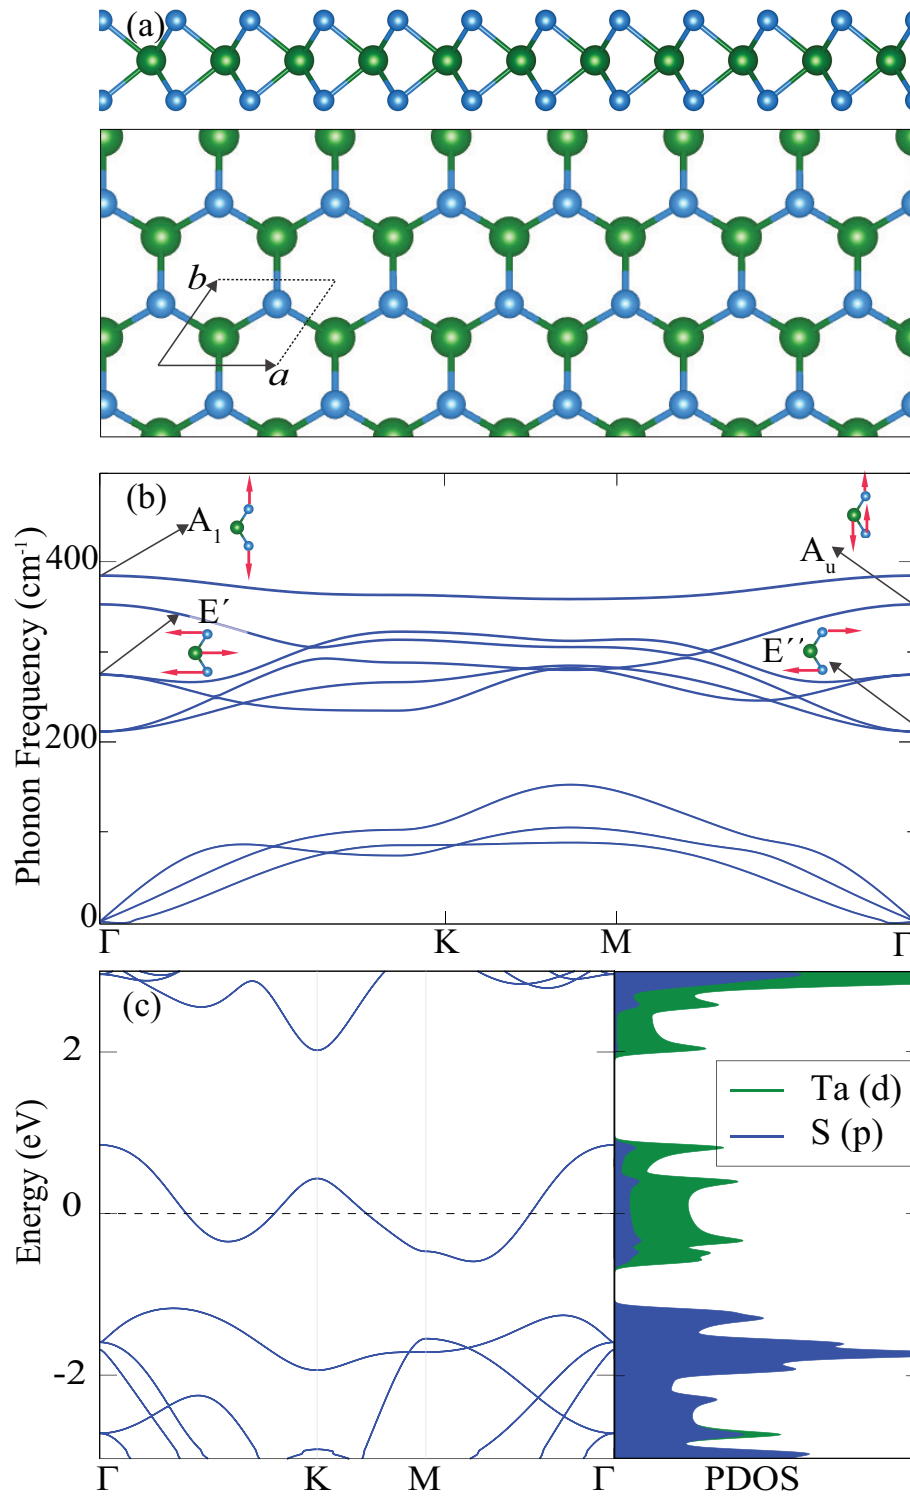 (a)
b
a
(b)
A1
Au
E′
E′′
Phonon Frequency (cm-1)
400
200
0
Γ K M Γ
(c)
Energy (eV)
2
0
-2
Ta (d)
S (p)
Γ K M Γ PDOS